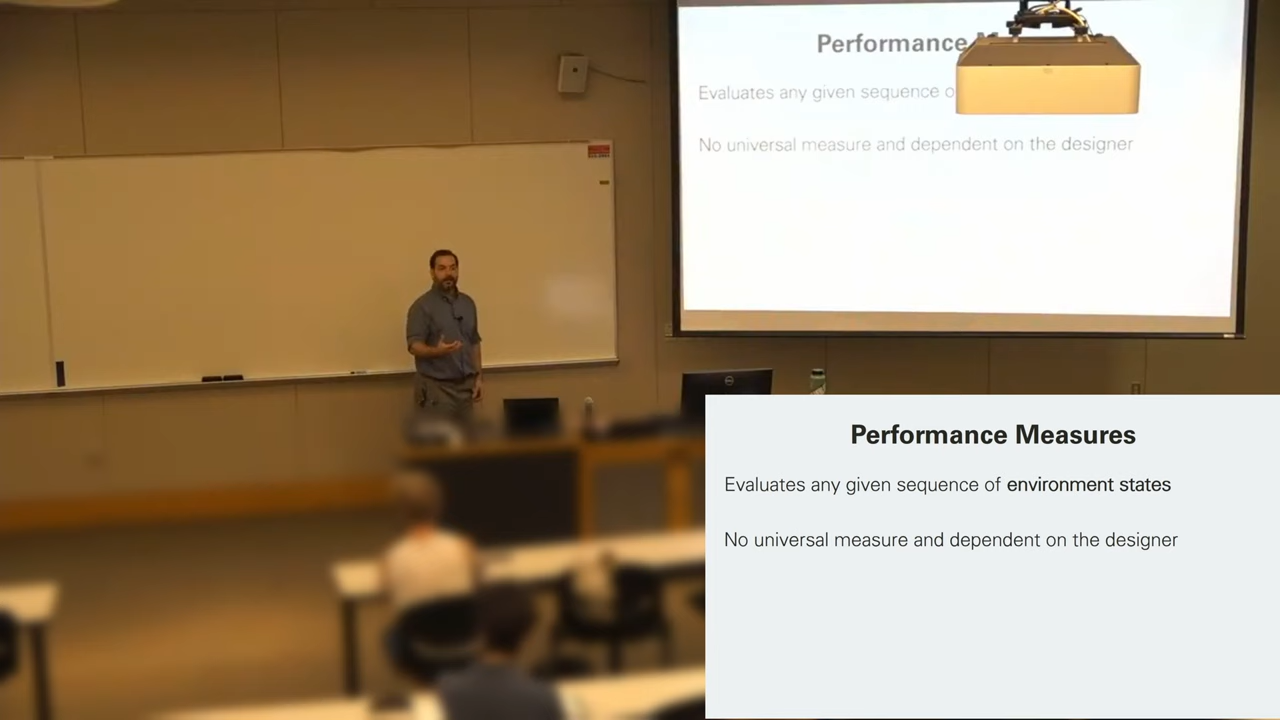 Performance
Evaluates any given sequence
No universal measure and dependent on the designer
DELL
Performance Measures
Evaluates any given sequence of environment states
No universal measure and dependent on the designer